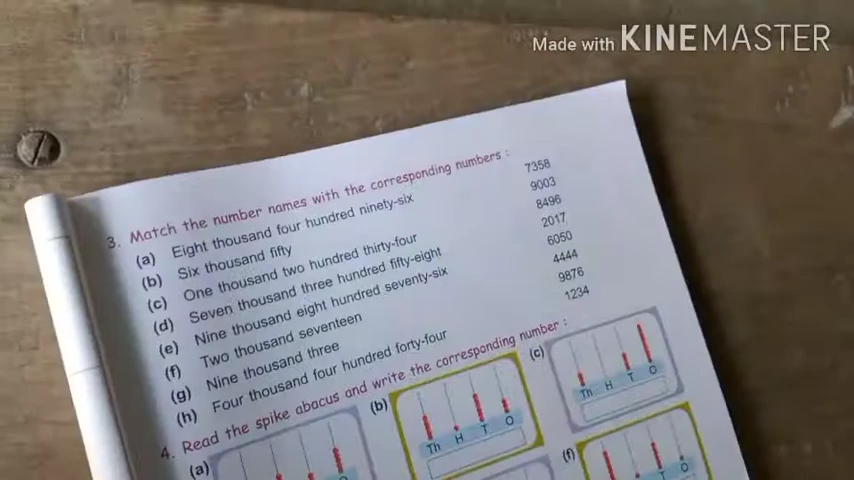 Made with KINEMASTER
3. Match the number names with the corresponding numbers :
(a) Eight thousand four hundred ninety-six 7358
(b) Six thousand fifty 9003
(c) One thousand two hundred thirty-four 8496
(d) Seven thousand three hundred fifty-eight 2017
(e) Nine thousand eight hundred seventy-six 6050
(f) Two thousand seventeen 4444
(g) Nine thousand three 9876
(h) Four thousand four hundred forty-four 1234
4. Read the spike abacus and write the corresponding number :
(a) (b) Th H T O (c) Th H T O
(f) T O